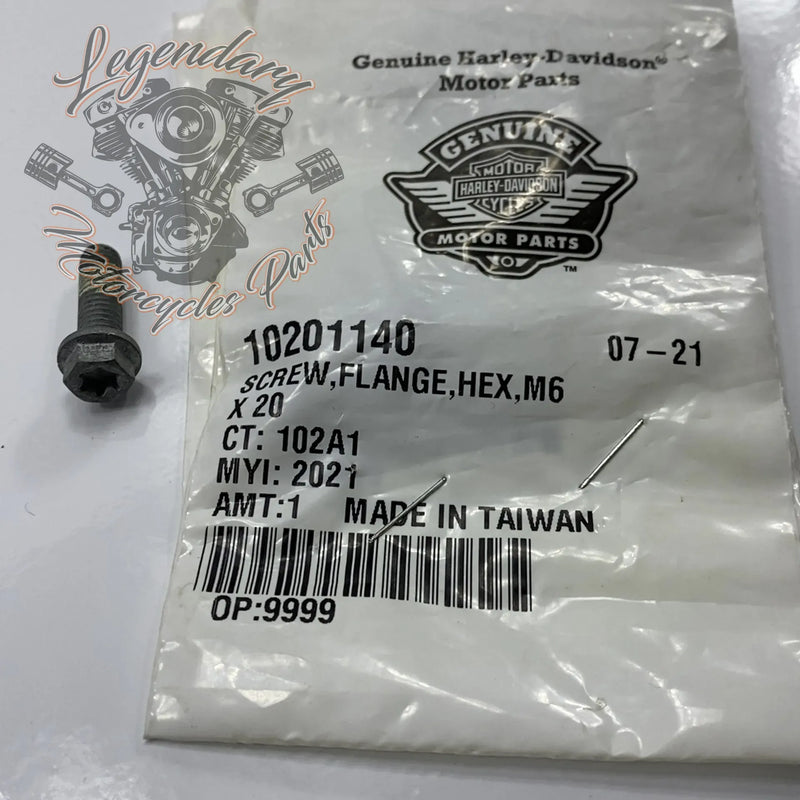 Legendary
Motorcycles Parts
Genuine Harley-Davidson®
Motor Parts
GENUINE
MOTOR
HARLEY-DAVIDSON
CYCLES
MOTOR PARTS
TM
10201140
07-21
SCREW,FLANGE,HEX,M6
X 20
CT: 102A1
MYI: 2021
AMT:1 MADE IN TAIWAN
OP:9999